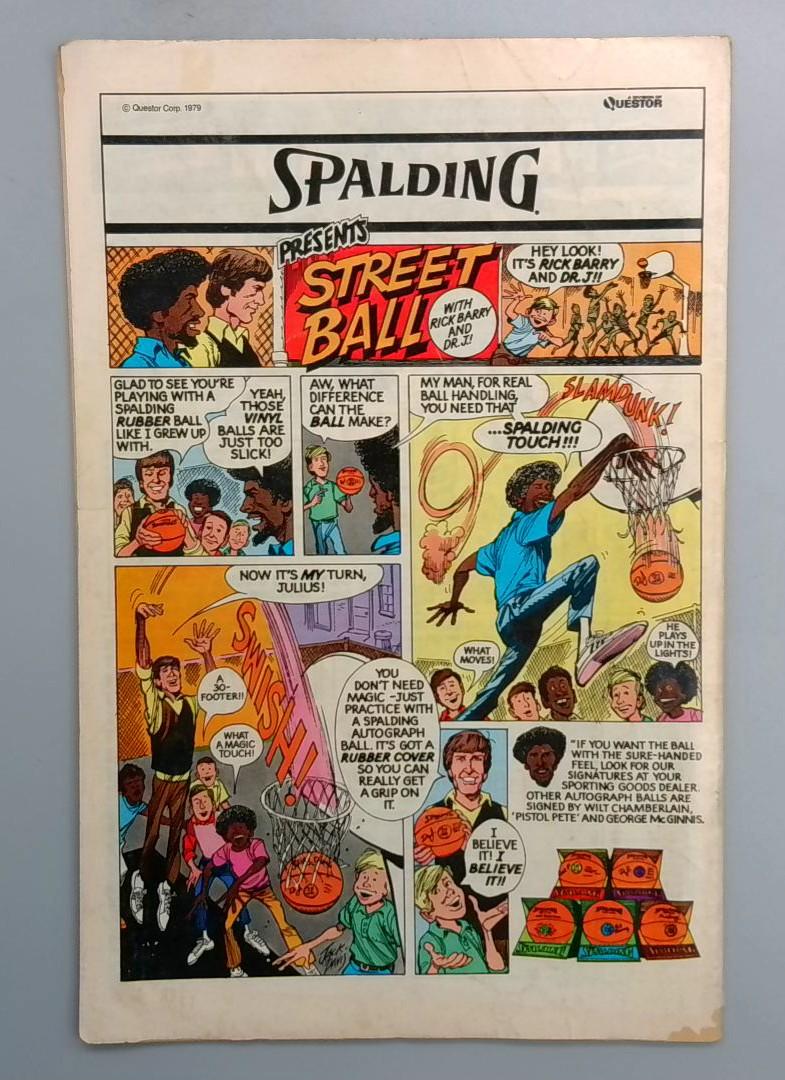 © Questor Corp. 1979
A DIVISION OF
QUESTOR
SPALDING
PRESENTS
STREET
BALL
WITH
RICK BARRY
AND
DR. J.!
HEY LOOK!
IT'S RICK BARRY
AND DR. J!!
GLAD TO SEE YOU'RE
PLAYING WITH A
SPALDING
RUBBER BALL
LIKE I GREW UP
WITH.
YEAH,
THOSE
VINYL
BALLS ARE
JUST TOO
SLICK!
AW, WHAT
DIFFERENCE
CAN THE
BALL MAKE?
MY MAN, FOR REAL
BALL HANDLING,
YOU NEED THAT
...SPALDING
TOUCH!!!
SLAMDUNK!
WHAT
MOVES!
HE
PLAYS
UP IN THE
LIGHTS!
NOW IT'S MY TURN,
JULIUS!
SWISH!
A
30-
FOOTER!!
WHAT
A MAGIC
TOUCH!
YOU
DON'T NEED
MAGIC - JUST
PRACTICE WITH
A SPALDING
AUTOGRAPH
BALL. IT'S GOT A
RUBBER COVER
SO YOU CAN
REALLY GET
A GRIP ON
IT.
SPALDING
JACK
DAVIS
I
BELIEVE
IT! I
BELIEVE
IT!!
"IF YOU WANT THE BALL
WITH THE SURE-HANDED
FEEL, LOOK FOR OUR
SIGNATURES AT YOUR
SPORTING GOODS DEALER.
OTHER AUTOGRAPH BALLS ARE
SIGNED BY WILT CHAMBERLAIN,
'PISTOL PETE' AND GEORGE McGINNIS.
SPALDING
SPALDING
SPALDING